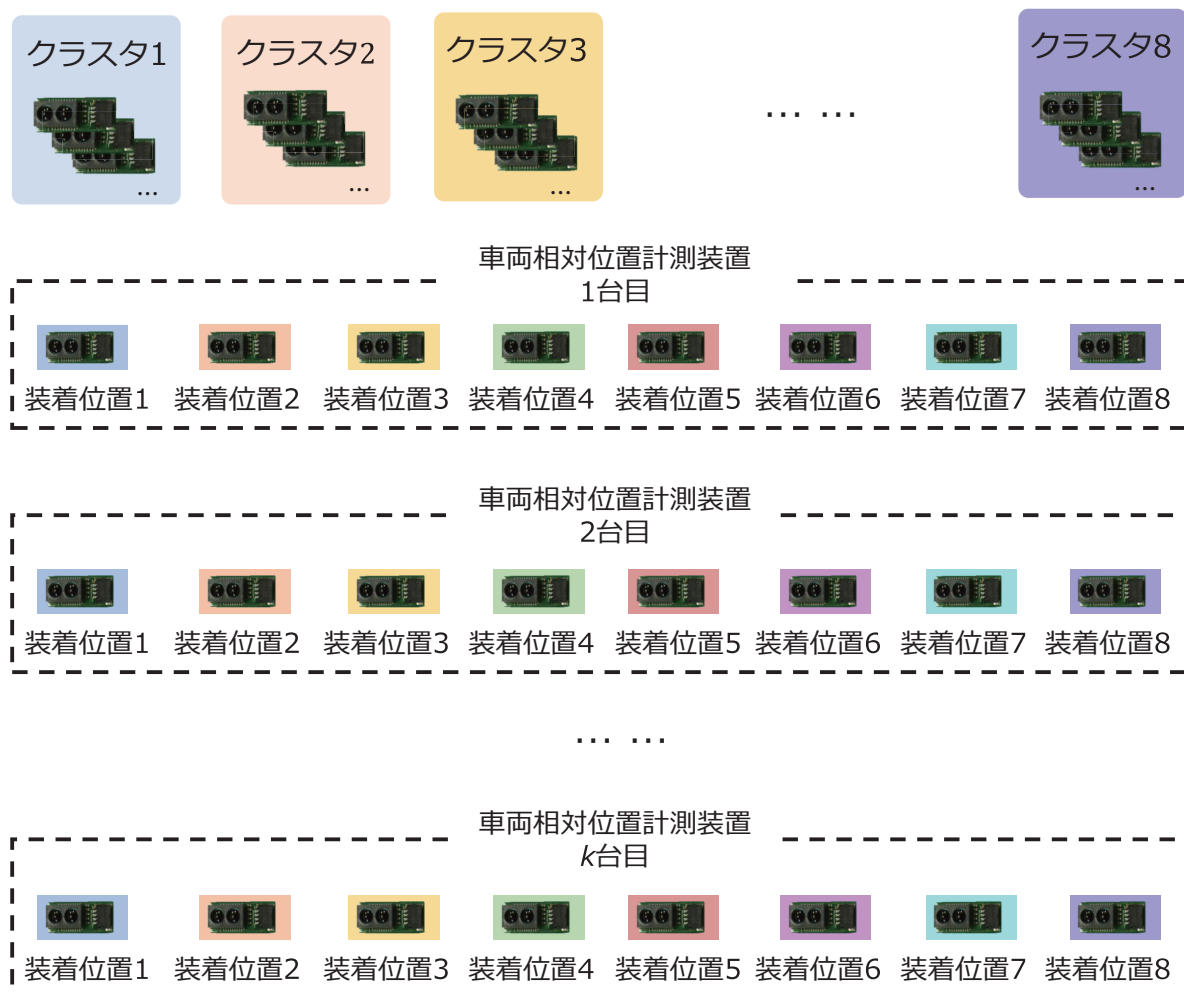 クラスタ1 クラスタ2 クラスタ3 … … クラスタ8
… … … …
車両相対位置計測装置
1台目
装着位置1 装着位置2 装着位置3 装着位置4 装着位置5 装着位置6 装着位置7 装着位置8
車両相対位置計測装置
2台目
装着位置1 装着位置2 装着位置3 装着位置4 装着位置5 装着位置6 装着位置7 装着位置8
… …
車両相対位置計測装置
k台目
装着位置1 装着位置2 装着位置3 装着位置4 装着位置5 装着位置6 装着位置7 装着位置8